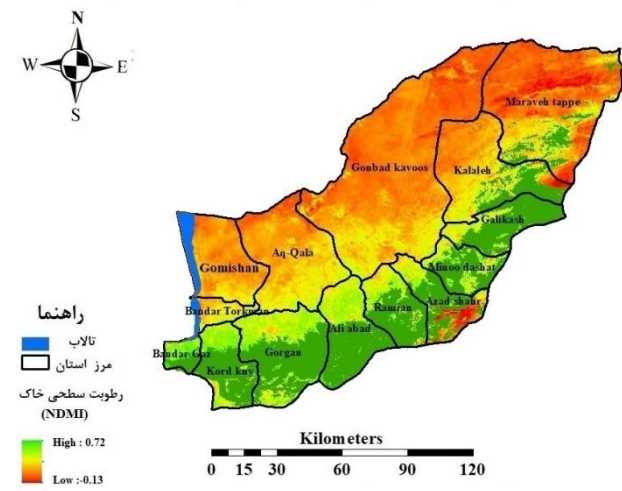 N
W E
S
Maraveh tappe
Gonbad kavoos
Kalaleh
Galikash
Aq-Qala
Gomishan
Minoo dashat
Azad shahr
Bandar Torkman
Ramian
Ali abad
Bandar Gaz
Gorgan
Kord kuy
راهنما
تالاب
مرز استان
رطوبت سطحی خاک
(NDMI)
High : 0.72
Low : -0.13
Kilometers
0 15 30 60 90 120